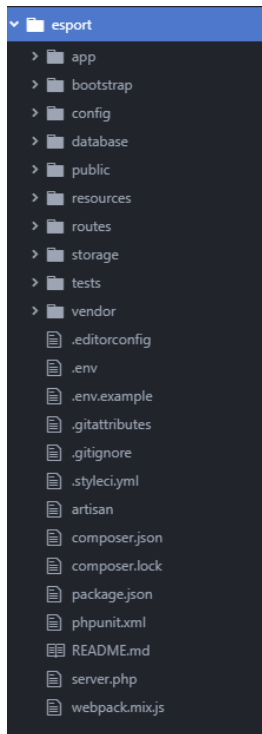 esport
app
bootstrap
config
database
public
resources
routes
storage
tests
vendor
.editorconfig
.env
.env.example
.gitattributes
.gitignore
.styleci.yml
artisan
composer.json
composer.lock
package.json
phpunit.xml
README.md
server.php
webpack.mix.js